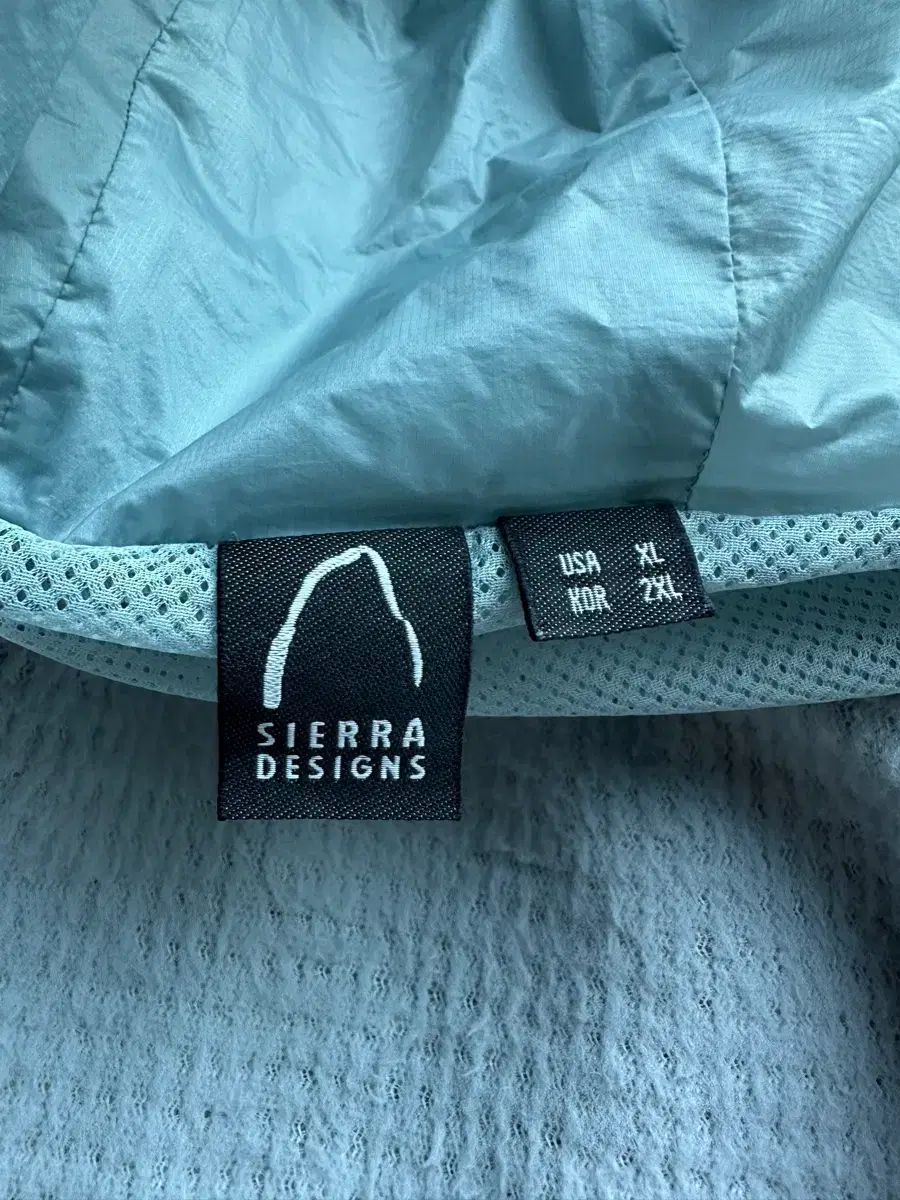 SIERRA
DESIGNS
USA XL
KOR 2XL